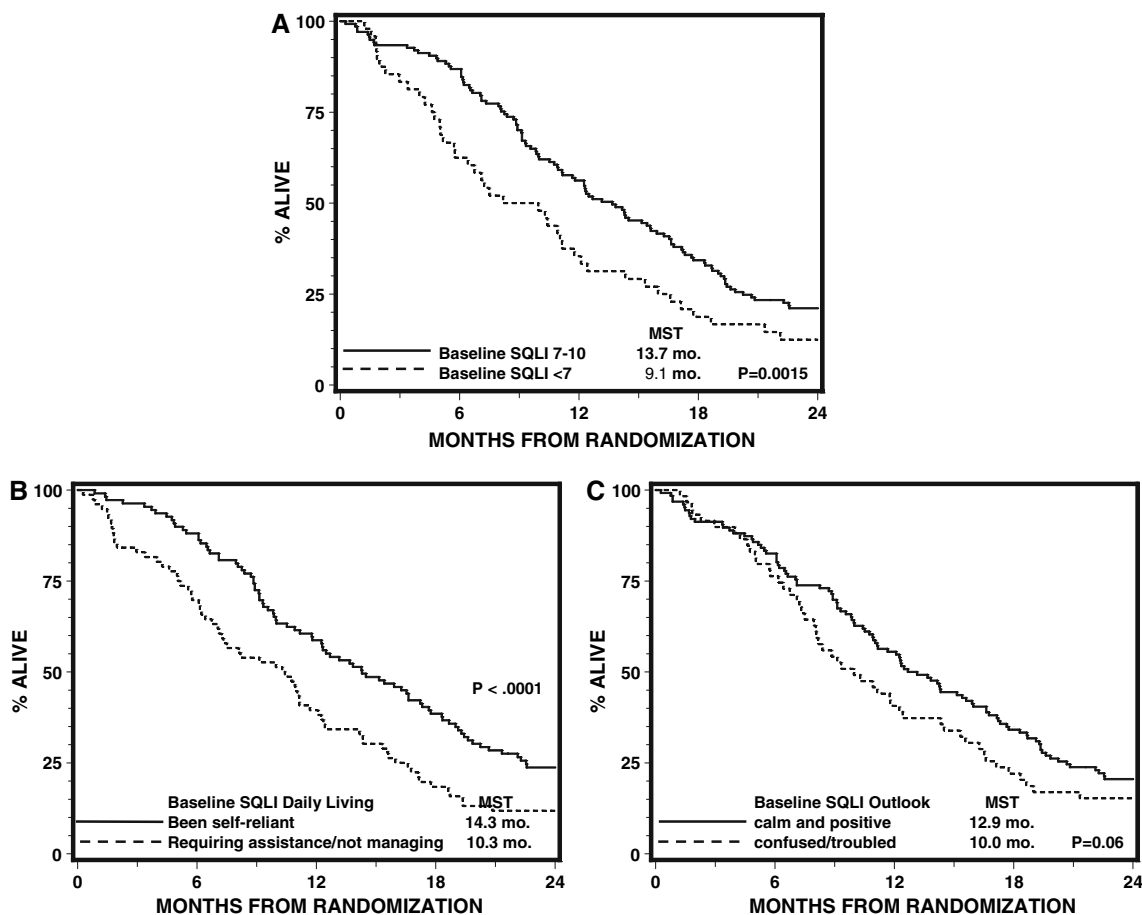 A
100
75
50
25
0
% ALIVE
MST
Baseline SQLI 7-10 13.7 mo.
Baseline SQLI <7 9.1 mo. P=0.0015
0 6 12 18 24
MONTHS FROM RANDOMIZATION
B
100
75
50
25
0
% ALIVE
P < .0001
Baseline SQLI Daily Living MST
Been self-reliant 14.3 mo.
Requiring assistance/not managing 10.3 mo.
0 6 12 18 24
MONTHS FROM RANDOMIZATION
C
100
75
50
25
0
% ALIVE
Baseline SQLI Outlook MST
calm and positive 12.9 mo.
confused/troubled 10.0 mo. P=0.06
0 6 12 18 24
MONTHS FROM RANDOMIZATION